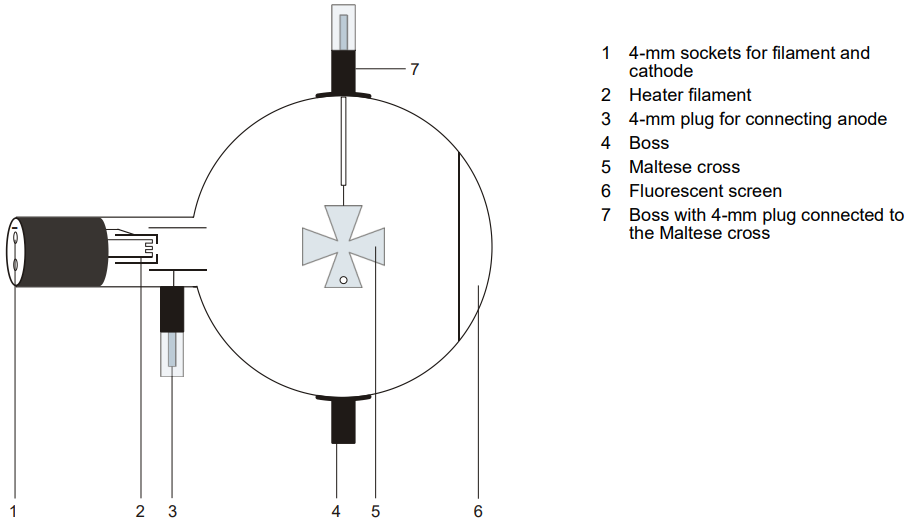 7
1 4-mm sockets for filament and
cathode
2 Heater filament
3 4-mm plug for connecting anode
4 Boss
5 Maltese cross
6 Fluorescent screen
7 Boss with 4-mm plug connected to
the Maltese cross
1 2 3 4 5 6